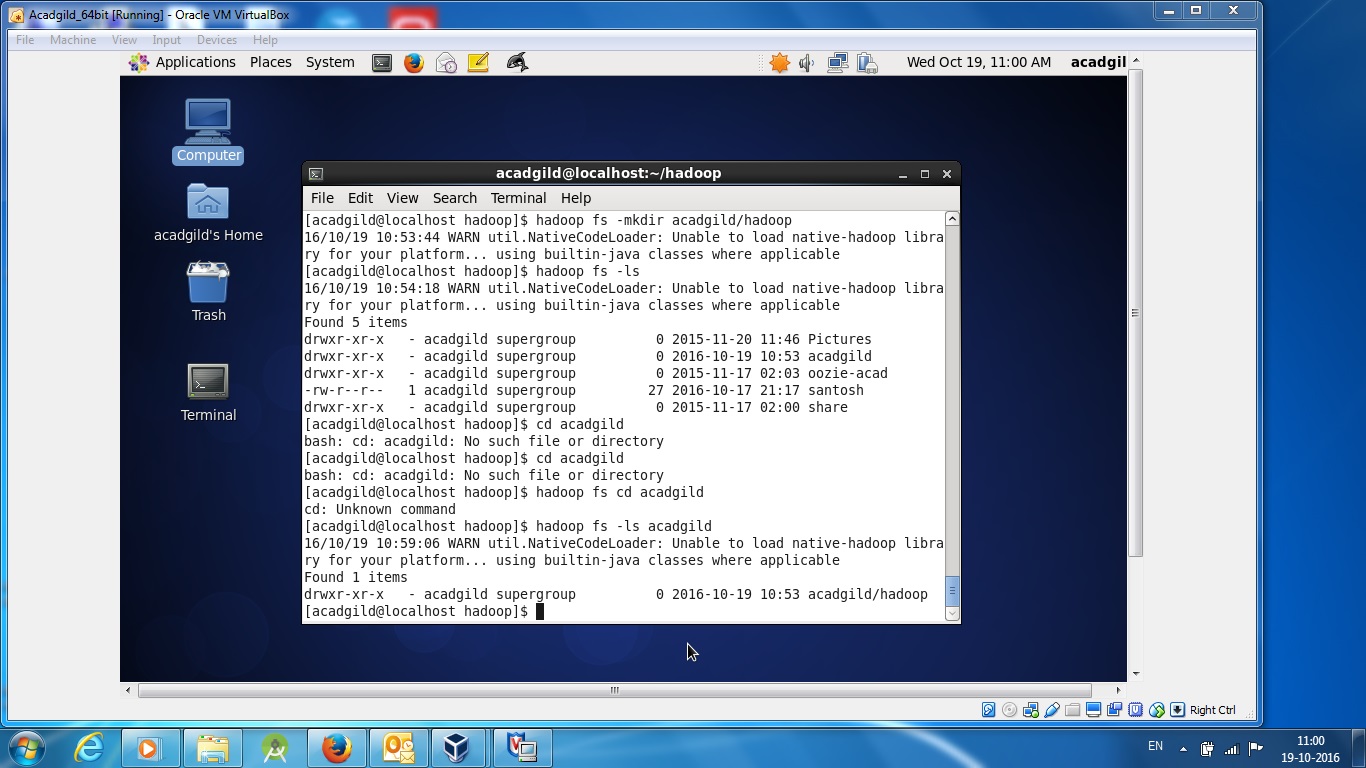 Acadgild_64bit [Running] - Oracle VM VirtualBox
File Machine View Input Devices Help
Applications Places System Wed Oct 19, 11:00 AM acadgil
Computer
acadgild's Home
Trash
Terminal
acadgild@localhost:~/hadoop
File Edit View Search Terminal Help
[acadgild@localhost hadoop]$ hadoop fs -mkdir acadgild/hadoop
16/10/19 10:53:44 WARN util.NativeCodeLoader: Unable to load native-hadoop libra
ry for your platform... using builtin-java classes where applicable
[acadgild@localhost hadoop]$ hadoop fs -ls
16/10/19 10:54:18 WARN util.NativeCodeLoader: Unable to load native-hadoop libra
ry for your platform... using builtin-java classes where applicable
Found 5 items
drwxr-xr-x   - acadgild supergroup          0 2015-11-20 11:46 Pictures
drwxr-xr-x   - acadgild supergroup          0 2016-10-19 10:53 acadgild
drwxr-xr-x   - acadgild supergroup          0 2015-11-17 02:03 oozie-acad
-rw-r--r--   1 acadgild supergroup         27 2016-10-17 21:17 santosh
drwxr-xr-x   - acadgild supergroup          0 2015-11-17 02:00 share
[acadgild@localhost hadoop]$ cd acadgild
bash: cd: acadgild: No such file or directory
[acadgild@localhost hadoop]$ cd acadgild
bash: cd: acadgild: No such file or directory
[acadgild@localhost hadoop]$ hadoop fs cd acadgild
cd: Unknown command
[acadgild@localhost hadoop]$ hadoop fs -ls acadgild
16/10/19 10:59:06 WARN util.NativeCodeLoader: Unable to load native-hadoop libra
ry for your platform... using builtin-java classes where applicable
Found 1 items
drwxr-xr-x   - acadgild supergroup          0 2016-10-19 10:53 acadgild/hadoop
[acadgild@localhost hadoop]$
Right Ctrl
EN
11:00
19-10-2016